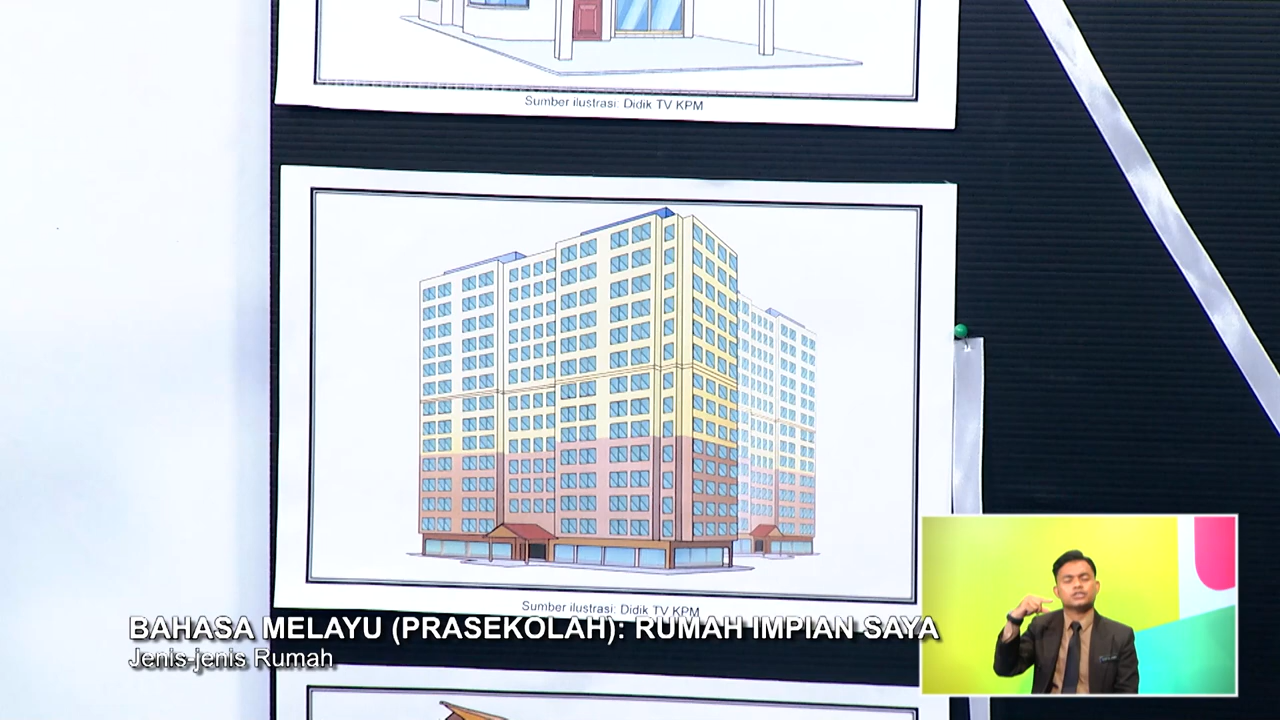 Sumber ilustrasi: Didik TV KPM
Sumber ilustrasi: Didik TV KPM
BAHASA MELAYU (PRASEKOLAH): RUMAH IMPIAN SAYA
Jenis-jenis Rumah